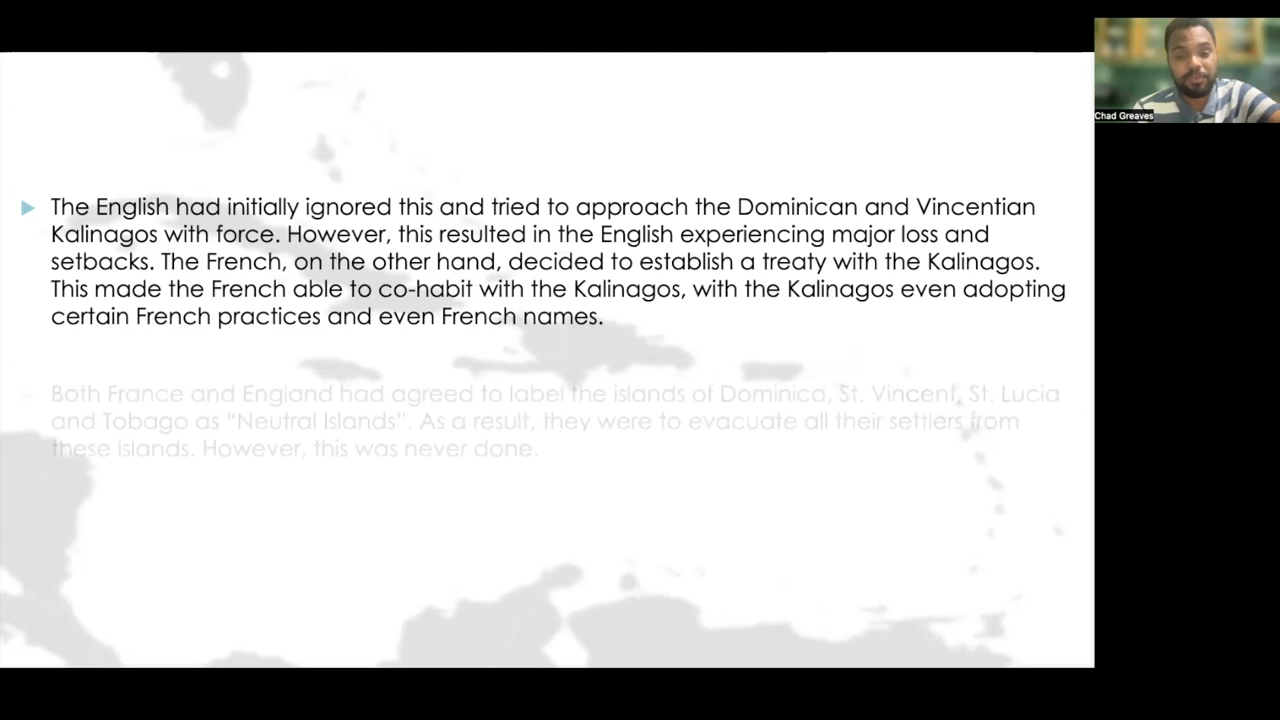 The English had initially ignored this and tried to approach the Dominican and Vincentian
Kalinagos with force. However, this resulted in the English experiencing major loss and
setbacks. The French, on the other hand, decided to establish a treaty with the Kalinagos.
This made the French able to co-habit with the Kalinagos, with the Kalinagos even adopting
certain French practices and even French names.
Both France and England had agreed to label the islands of Dominica, St. Vincent, St. Lucia
and Tobago as “Neutral Islands”. As a result, they were to evacuate all their settlers from
these islands. However, this was never done.
Chad Greaves